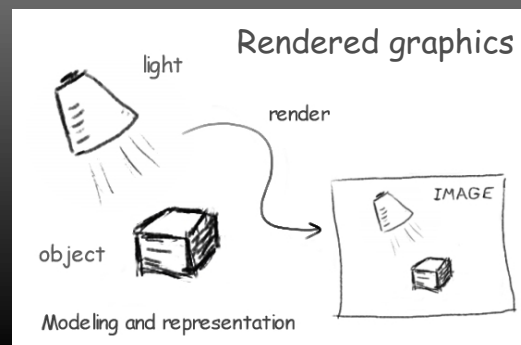 Rendered graphics
light
render
IMAGE
object
Modeling and representation